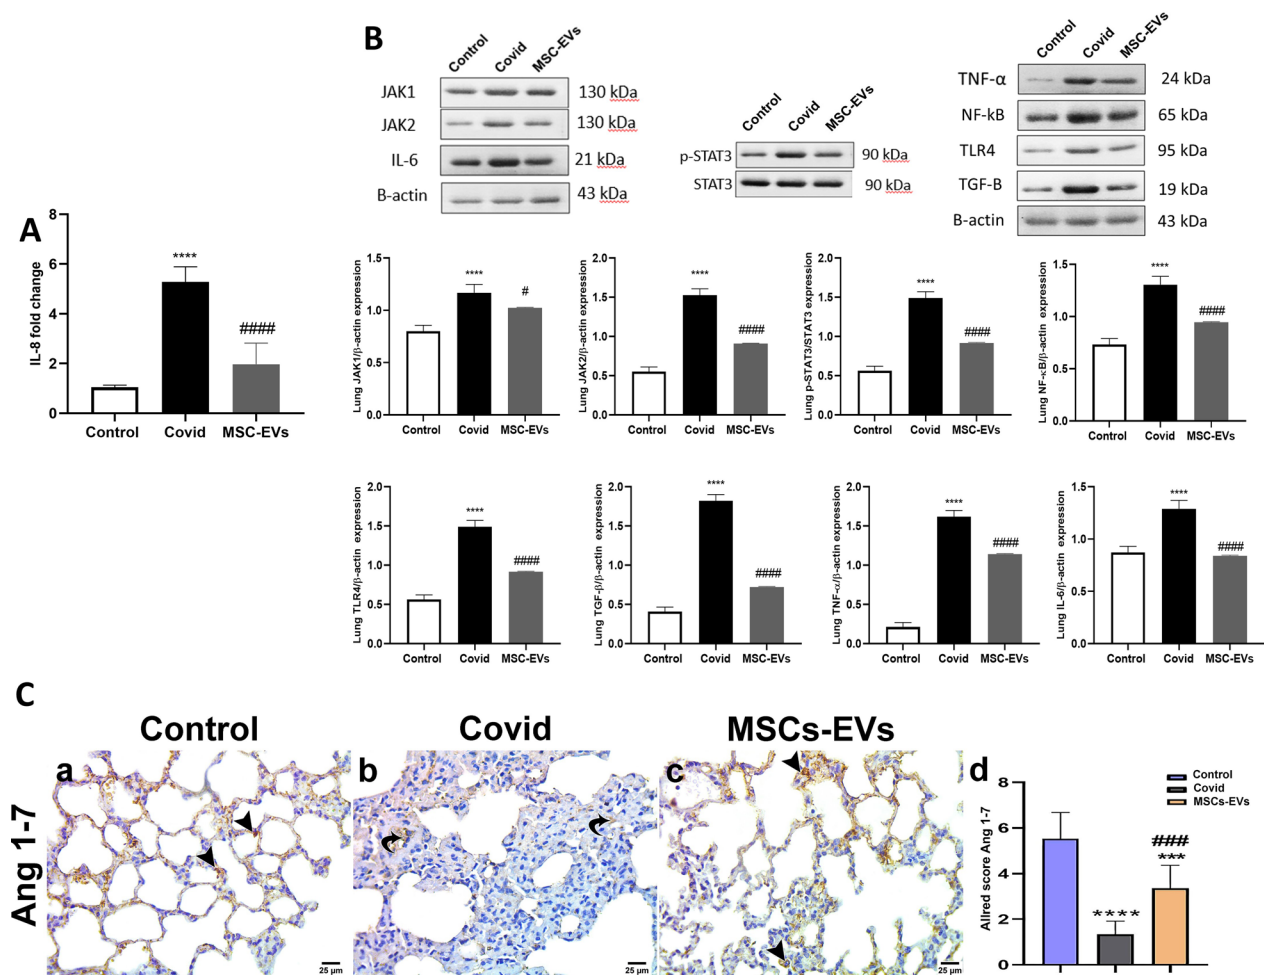 B
Control Covid MSC-EVs
JAK1 130 kDa
JAK2 130 kDa
IL-6 21 kDa
B-actin 43 kDa
Control Covid MSC-EVs
p-STAT3 90 kDa
STAT3 90 kDa
Control Covid MSC-EVs
TNF-α 24 kDa
NF-kB 65 kDa
TLR4 95 kDa
TGF-B 19 kDa
B-actin 43 kDa
A
IL-8 fold change
8
6
4
2
0
****
####
Control Covid MSC-EVs
Lung JAK1/β-actin expression
1.5
1.0
0.5
0.0
****
#
Control Covid MSC-EVs
Lung JAK2/β-actin expression
2.0
1.5
1.0
0.5
0.0
****
####
Control Covid MSC-EVs
Lung p-STAT3/STAT3 expression
2.0
1.5
1.0
0.5
0.0
****
####
Control Covid MSC-EVs
Lung NF-κB/β-actin expression
1.5
1.0
0.5
0.0
****
####
Control Covid MSC-EVs
Lung TLR4/β-actin expression
2.0
1.5
1.0
0.5
0.0
****
####
Control Covid MSC-EVs
Lung TGF-β/β-actin expression
2.0
1.5
1.0
0.5
0.0
****
####
Control Covid MSC-EVs
Lung TNF-α/β-actin expression
2.0
1.5
1.0
0.5
0.0
****
####
Control Covid MSC-EVs
Lung IL-6/β-actin expression
1.5
1.0
0.5
0.0
****
####
Control Covid MSC-EVs
C
Control Covid MSCs-EVs
Ang 1-7
a
25 µm
b
25 µm
c
25 µm
d
Control
Covid
MSCs-EVs
Allred score Ang 1-7
8
6
4
2
0
****
###
***